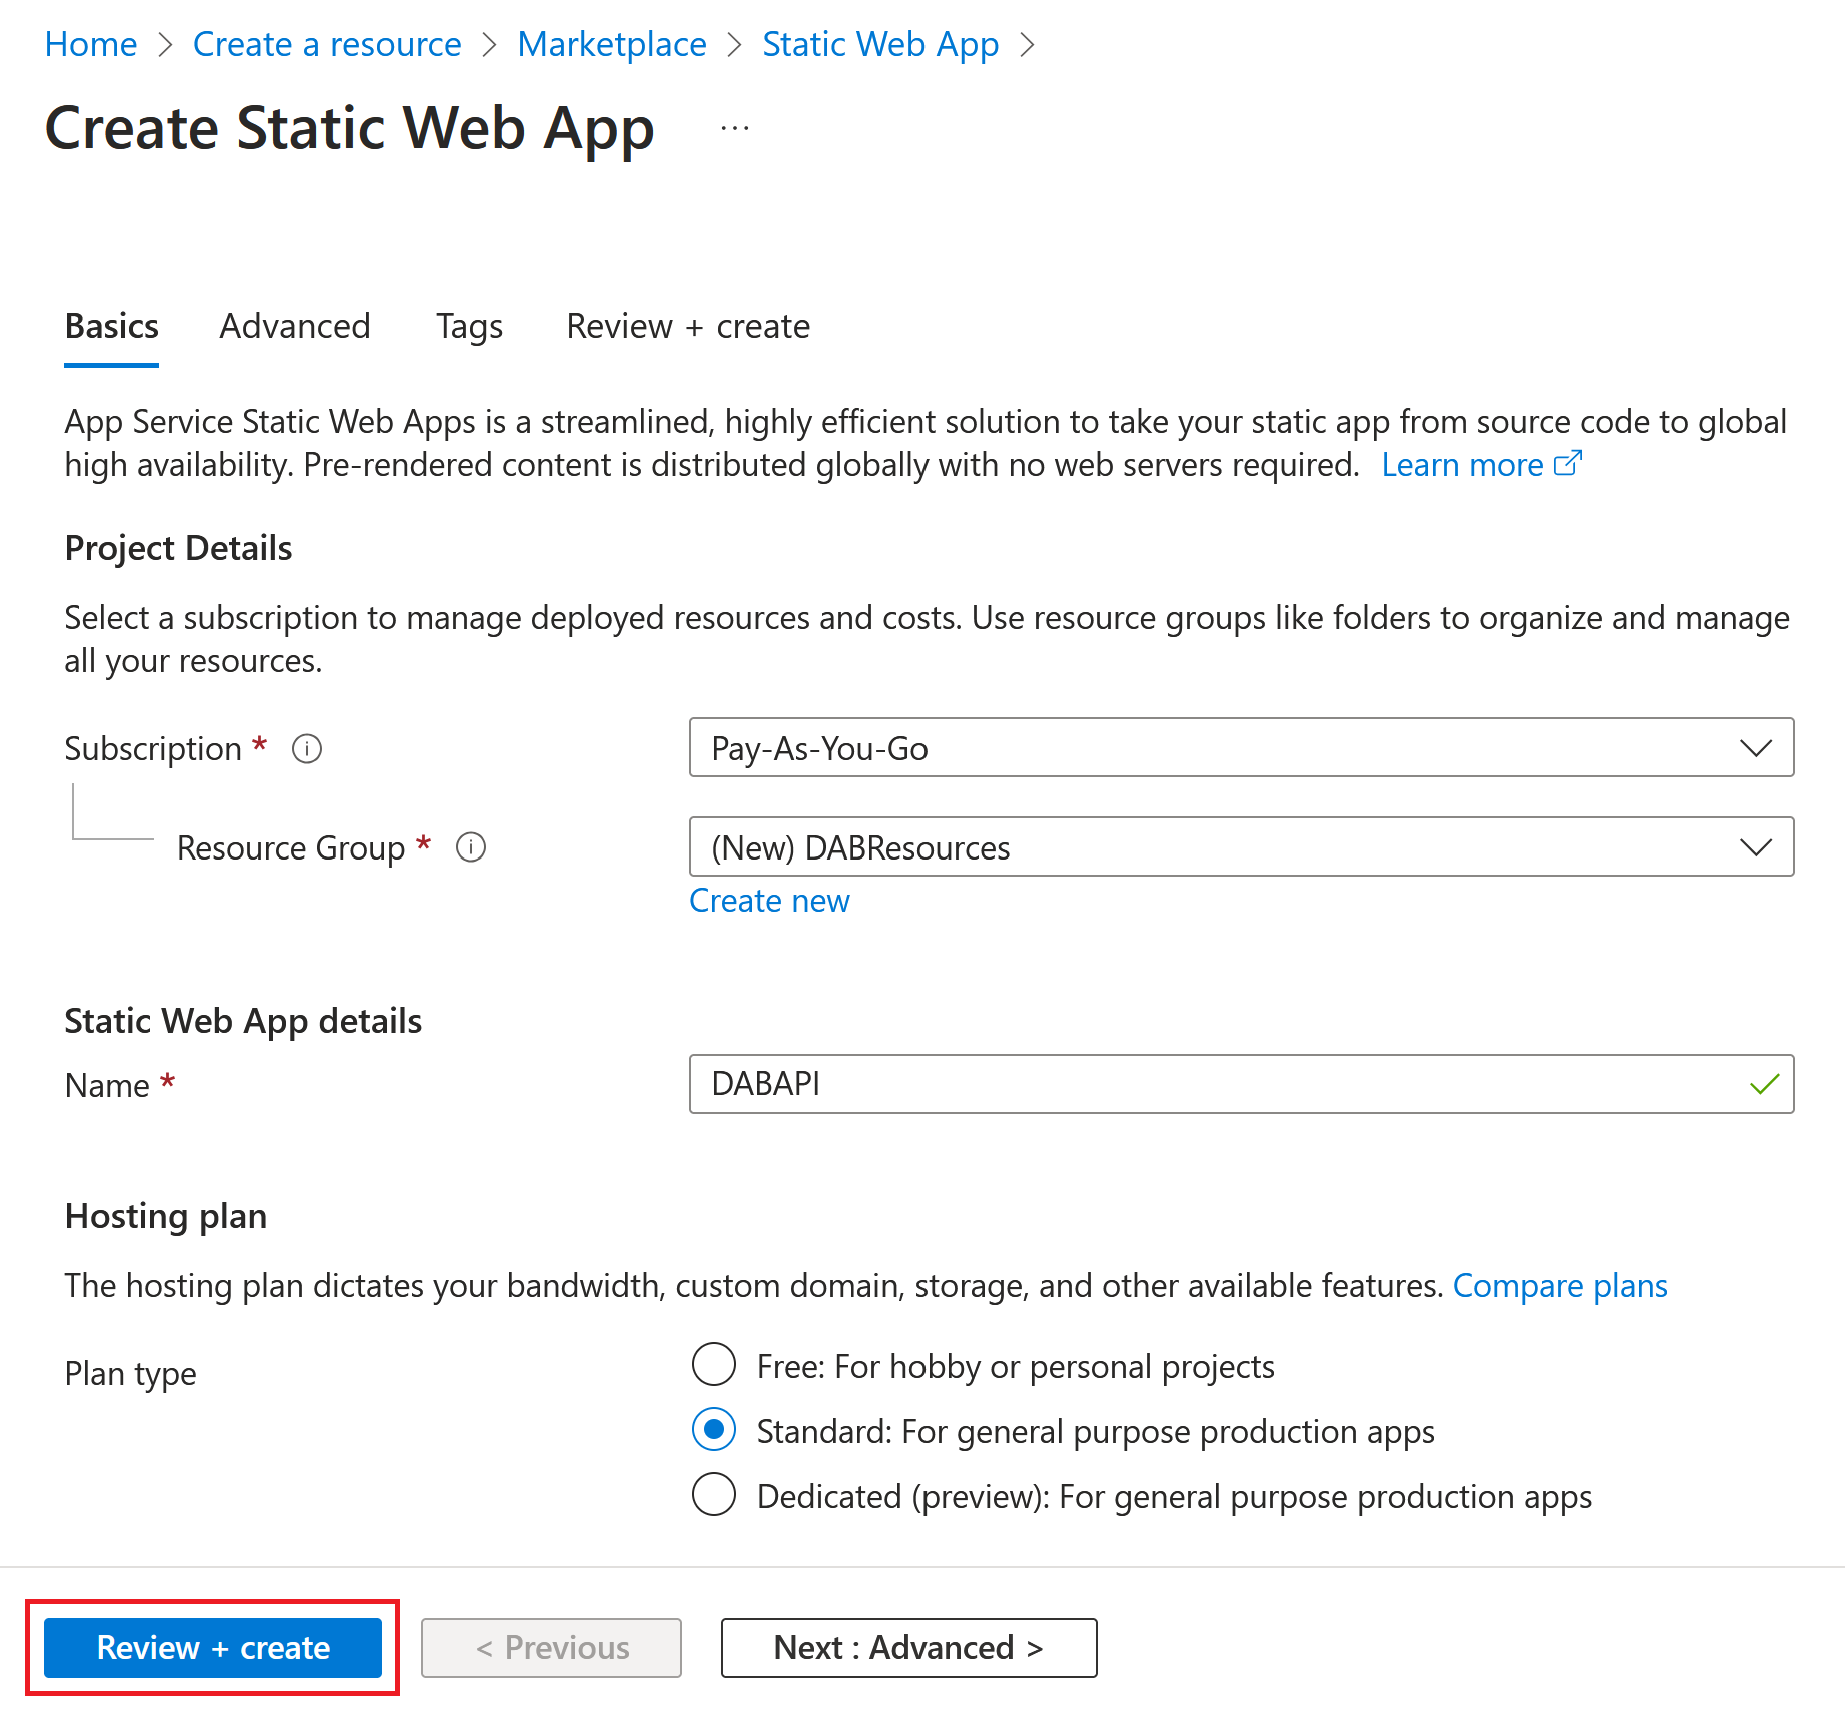 Home > Create a resource > Marketplace > Static Web App >
Create Static Web App ...
Basics Advanced Tags Review + create
App Service Static Web Apps is a streamlined, highly efficient solution to take your static app from source code to global
high availability. Pre-rendered content is distributed globally with no web servers required. Learn more
Project Details
Select a subscription to manage deployed resources and costs. Use resource groups like folders to organize and manage
all your resources.
Subscription * Pay-As-You-Go
Resource Group * (New) DABResources
Create new
Static Web App details
Name * DABAPI
Hosting plan
The hosting plan dictates your bandwidth, custom domain, storage, and other available features. Compare plans
Plan type Free: For hobby or personal projects
Standard: For general purpose production apps
Dedicated (preview): For general purpose production apps
Review + create < Previous Next : Advanced >